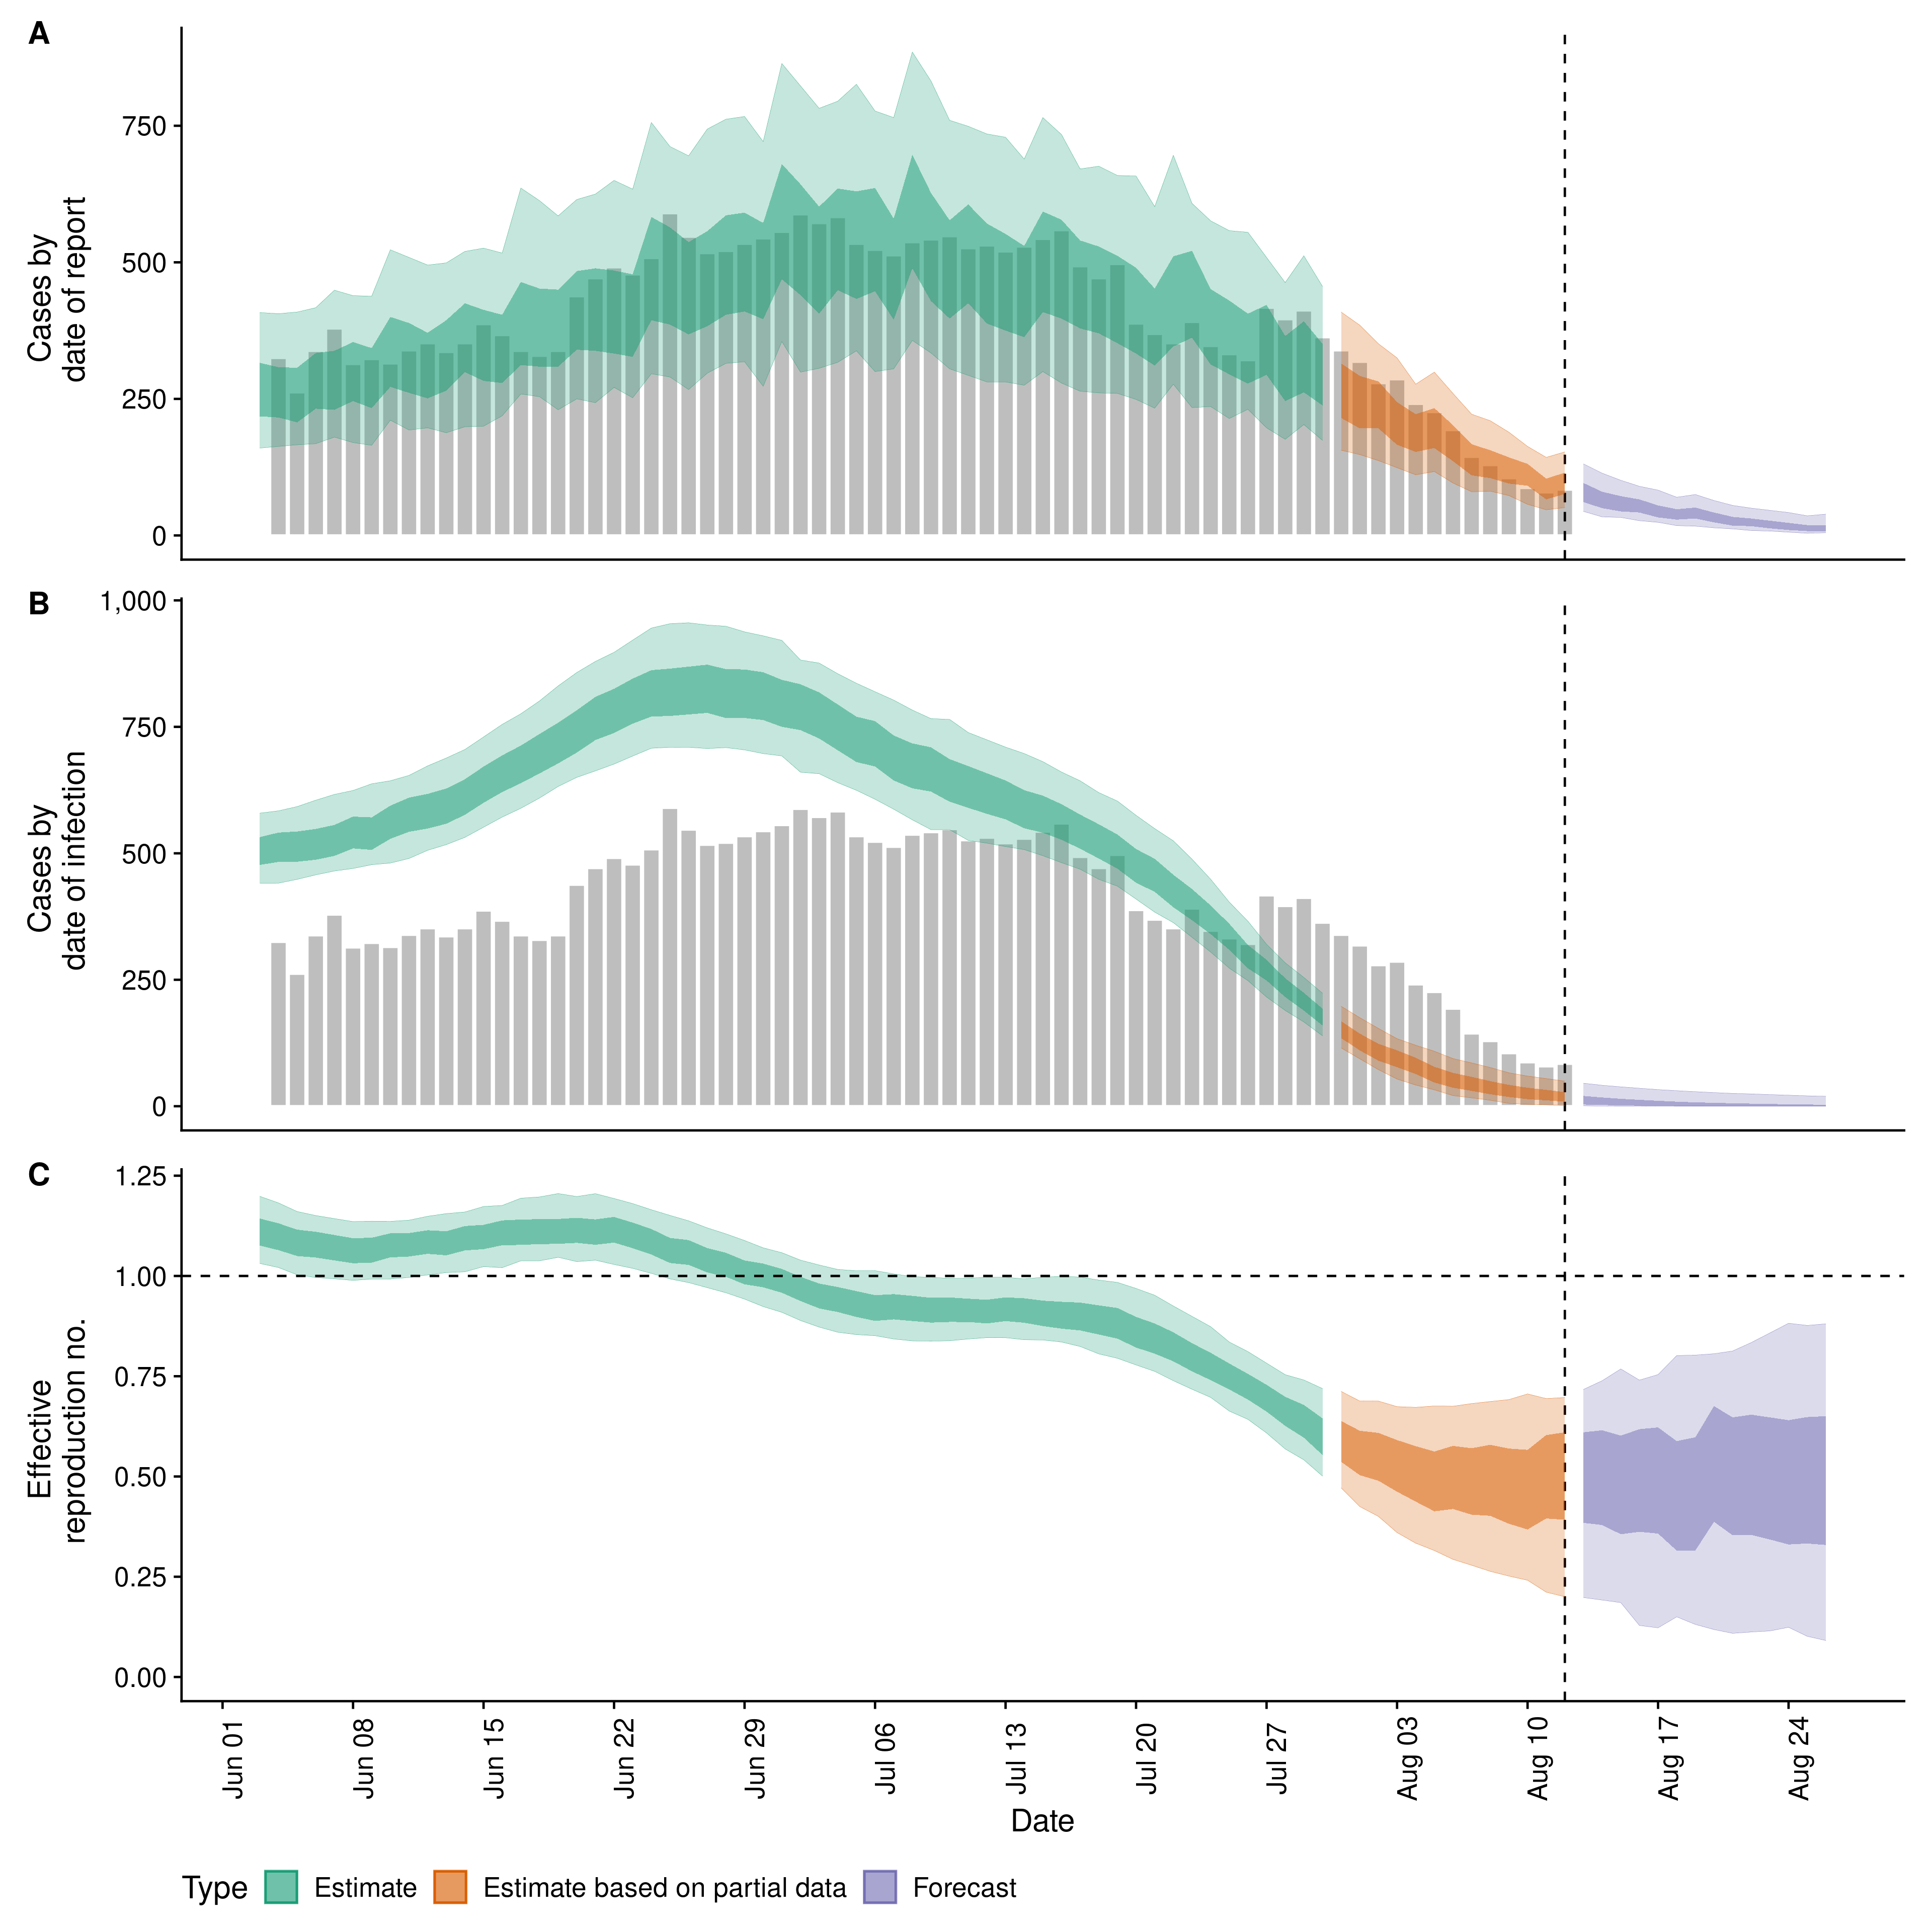 A
Cases by
date of report
750
500
250
0
B
Cases by
date of infection
1,000
750
500
250
0
C
Effective
reproduction no.
1.25
1.00
0.75
0.50
0.25
0.00
Jun 01
Jun 08
Jun 15
Jun 22
Jun 29
Jul 06
Jul 13
Jul 20
Jul 27
Aug 03
Aug 10
Aug 17
Aug 24
Date
Type Estimate Estimate based on partial data Forecast